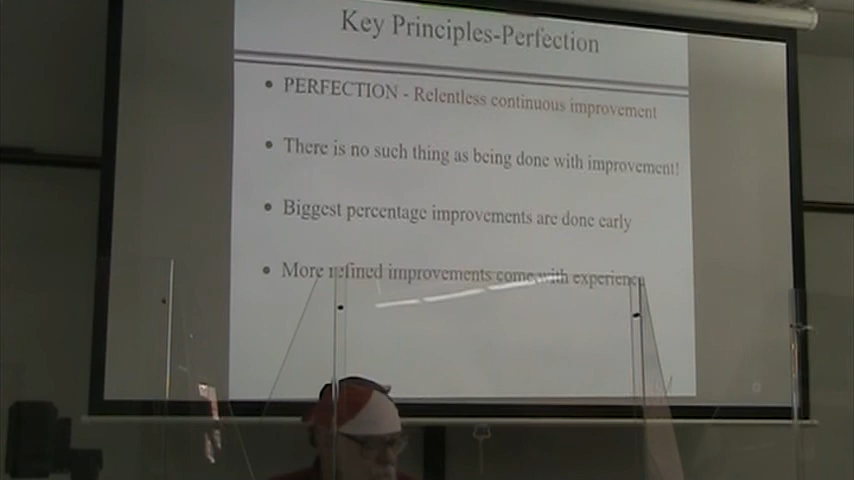 Key Principles-Perfection
• PERFECTION - Relentless continuous improvement
• There is no such thing as being done with improvement!
• Biggest percentage improvements are done early
• More refined improvements come with experience